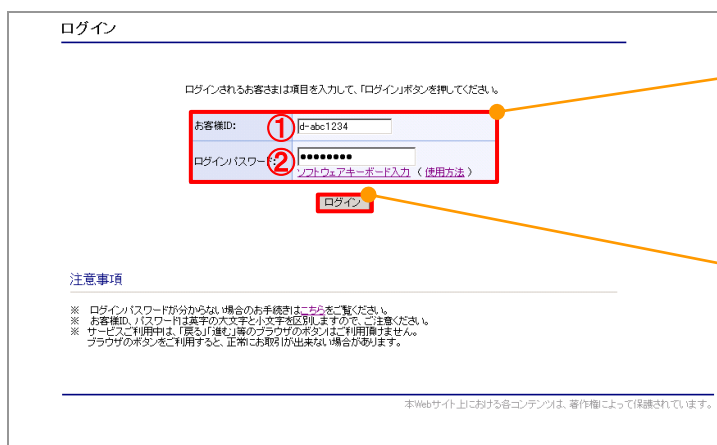 ログイン
ログインされるお客さまは項目を入力して、「ログイン」ボタンを押してください。
お客様ID: ① d-abc1234
ログインパスワード: ② ●●●●●●●●
ソフトウェアキーボード入力 （ 使用方法 ）
ログイン
注意事項
※ ログインパスワードが分からない場合のお手続きはこちらをご覧ください。
※ お客様ID、パスワードは英字の大文字と小文字を区別しますので、ご注意ください。
※ サービスご利用中は、「戻る」「進む」等のブラウザのボタンはご利用頂けません。
ブラウザのボタンをご利用すると、正常にお取引が出来ない場合があります。
本Webサイト上における各コンテンツは、著作権によって保護されています。